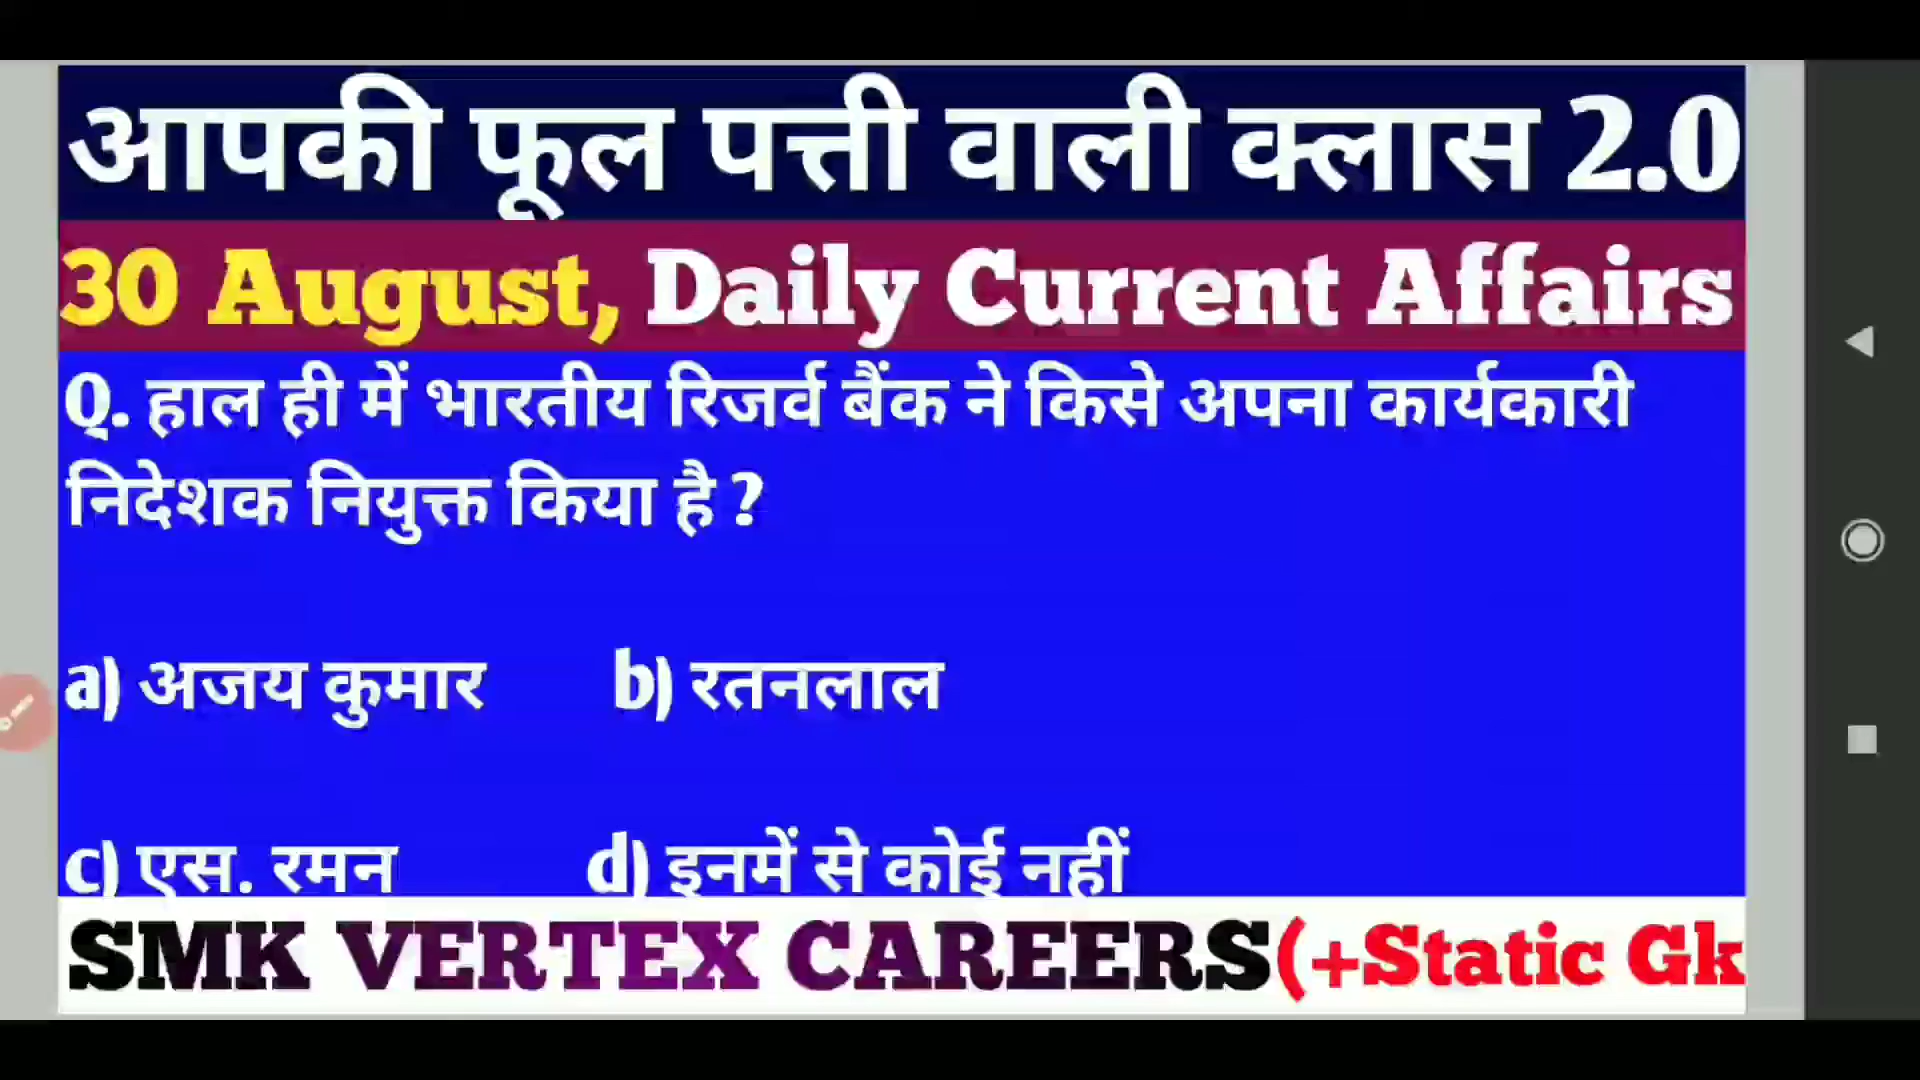 आपकी फूल पत्ती वाली क्लास 2.0
30 August, Daily Current Affairs
Q. हाल ही में भारतीय रिजर्व बैंक ने किसे अपना कार्यकारी
निदेशक नियुक्त किया है ?
a) अजय कुमार b) रतनलाल
c) एस. रमन d) इनमें से कोई नहीं
SMK VERTEX CAREERS(+Static Gk